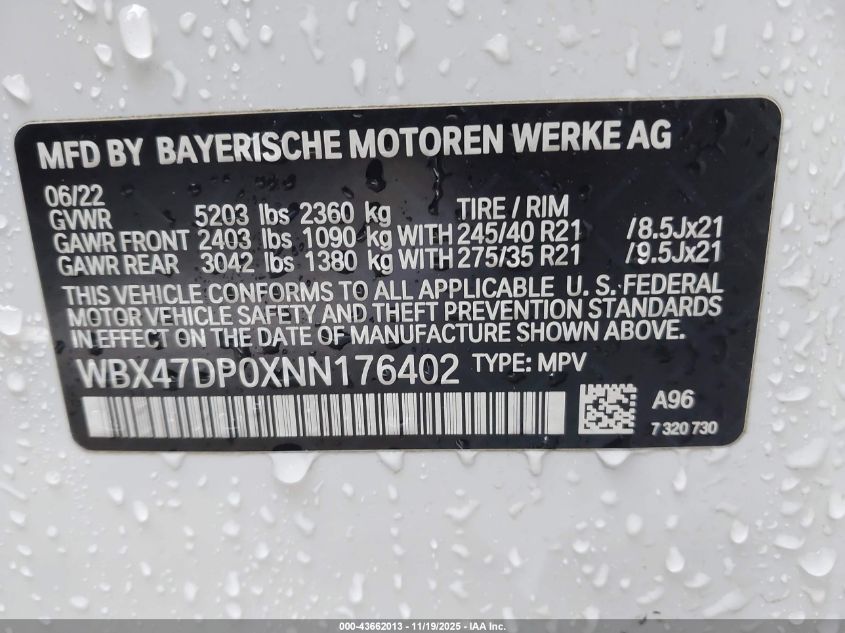 MFD BY BAYERISCHE MOTOREN WERKE AG
06/22
GVWR 5203 lbs 2360 kg TIRE / RIM
GAWR FRONT 2403 lbs 1090 kg WITH 245/40 R21 /8.5Jx21
GAWR REAR 3042 lbs 1380 kg WITH 275/35 R21 /9.5Jx21
THIS VEHICLE CONFORMS TO ALL APPLICABLE U. S. FEDERAL
MOTOR VEHICLE SAFETY AND THEFT PREVENTION STANDARDS
IN EFFECT ON THE DATE OF MANUFACTURE SHOWN ABOVE.
WBX47DP0XNN176402 TYPE: MPV
A96
7 320 730
000-43662013 - 11/19/2025 - IAA Inc.